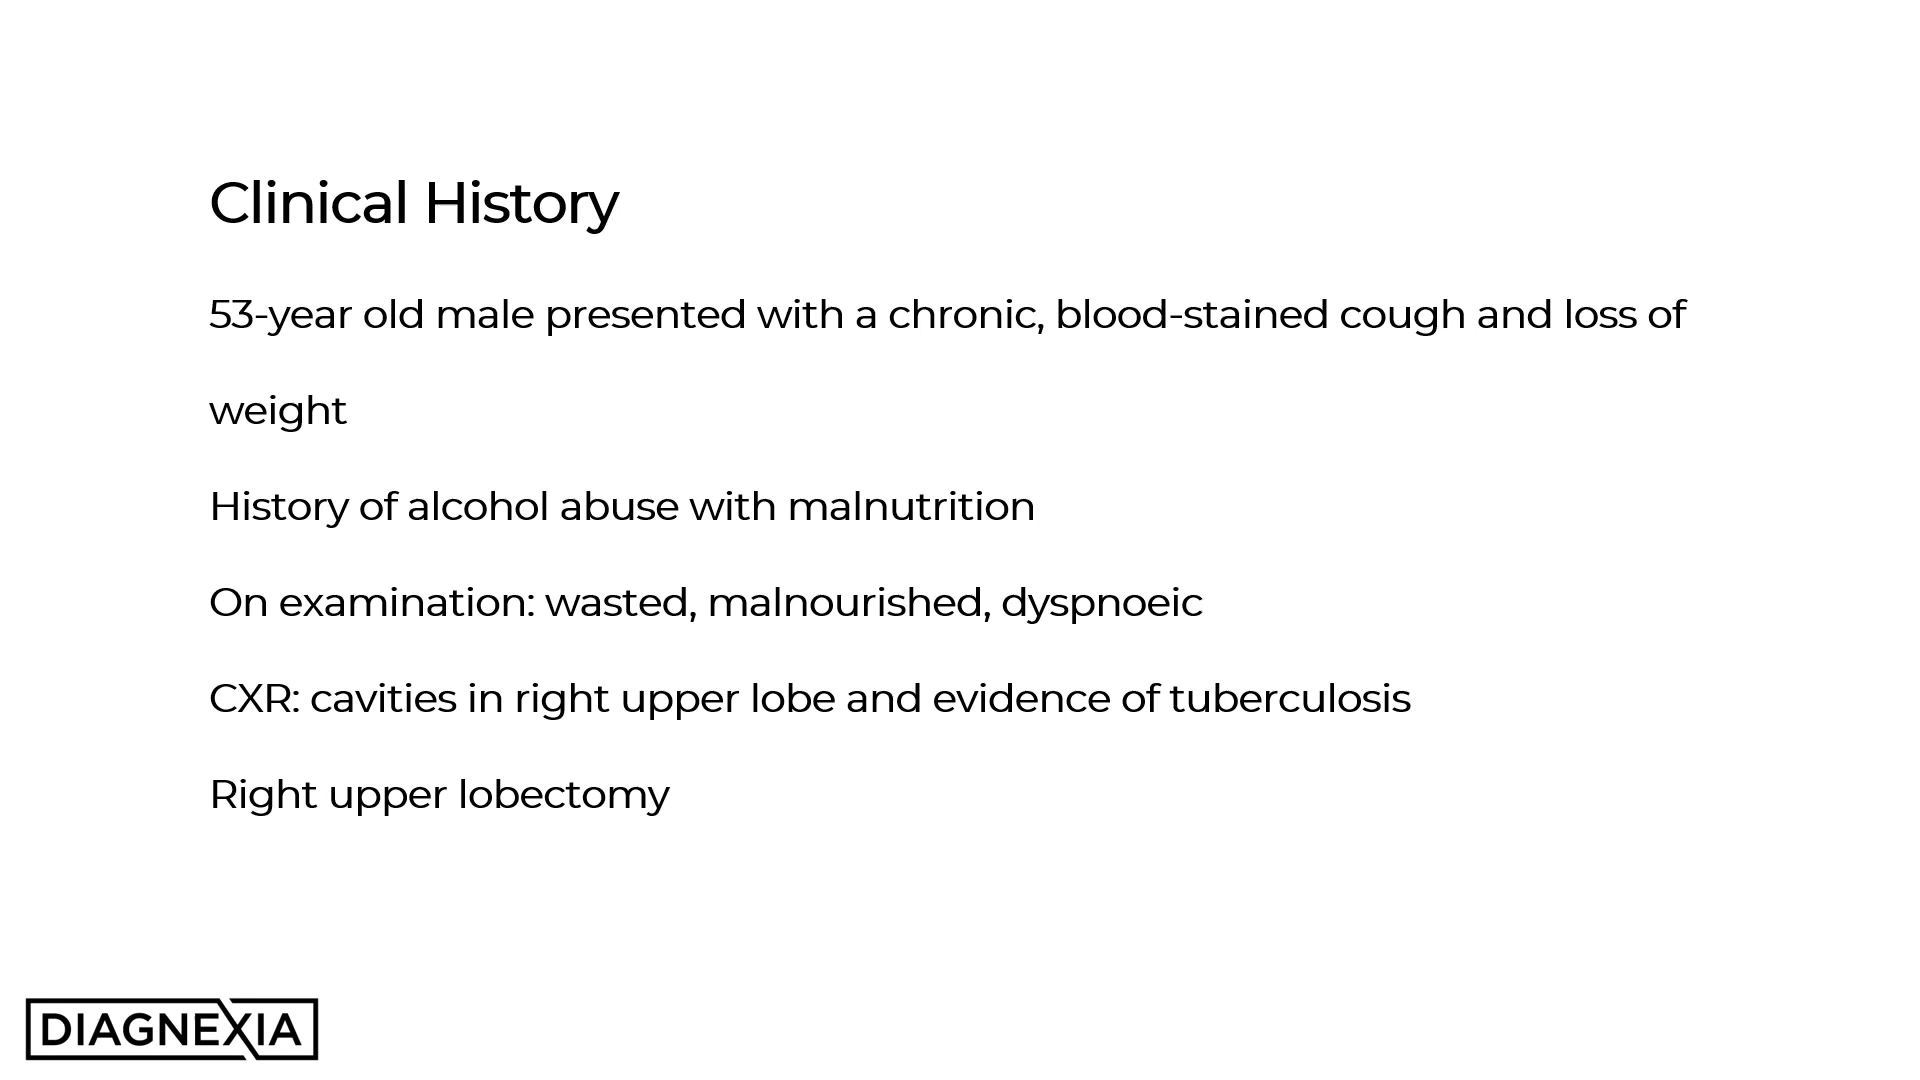 Clinical History
53-year old male presented with a chronic, blood-stained cough and loss of
weight
History of alcohol abuse with malnutrition
On examination: wasted, malnourished, dyspnoeic
CXR: cavities in right upper lobe and evidence of tuberculosis
Right upper lobectomy
DIAGNEXIA